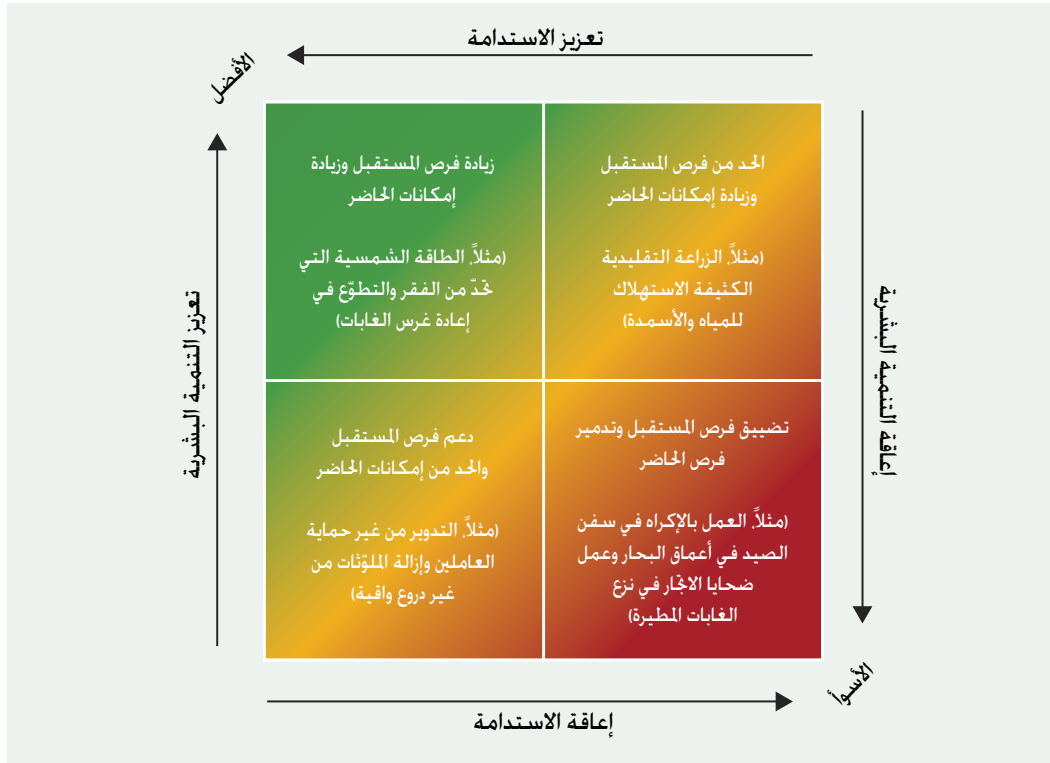 تعزيز الاستدامة
الأفضل
الحد من فرص المستقبل
وزيادة إمكانات الحاضر
(مثلاً، الزراعة التقليدية
الكثيفة الاستهلاك
للمياه والأسمدة)
زيادة فرص المستقبل وزيادة
إمكانات الحاضر
(مثلاً، الطاقة الشمسية التي
تحدّ من الفقر والتطوّع في
إعادة غرس الغابات)
إعاقة التنمية البشرية
تعزيز التنمية البشرية
تضييق فرص المستقبل وتدمير
فرص الحاضر
(مثلاً، العمل بالإكراه في سفن
الصيد في أعماق البحار وعمل
ضحايا الاتجار في نزع
الغابات المطيرة)
دعم فرص المستقبل
والحد من إمكانات الحاضر
(مثلاً، التدوير من غير حماية
العاملين وإزالة الملوّثات من
غير دروع واقية)
الأسوأ
إعاقة الاستدامة